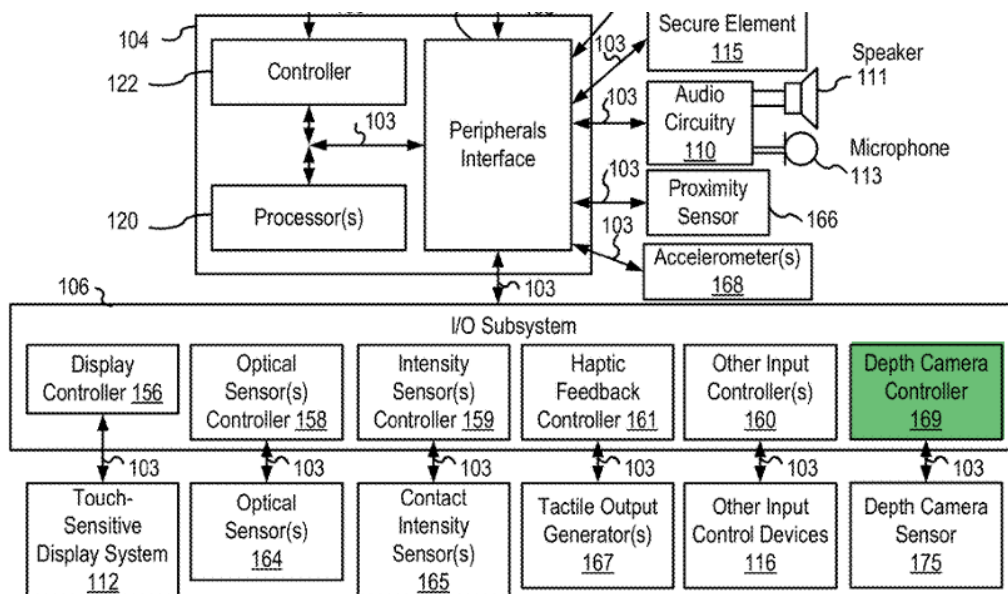 104
122
Controller
103
120
Processor(s)
Peripherals
Interface
103
Secure Element
115
Speaker
111
103
Audio
Circuitry
110
Microphone
113
103
Proximity
Sensor
166
103
Accelerometer(s)
168
106
103
I/O Subsystem
Display
Controller 156
Optical
Sensor(s)
Controller 158
Intensity
Sensor(s)
Controller 159
Haptic
Feedback
Controller 161
Other Input
Controller(s)
160
Depth Camera
Controller
169
103
103
103
103
103
103
Touch-
Sensitive
Display System
112
Optical
Sensor(s)
164
Contact
Intensity
Sensor(s)
165
Tactile Output
Generator(s)
167
Other Input
Control Devices
116
Depth Camera
Sensor
175